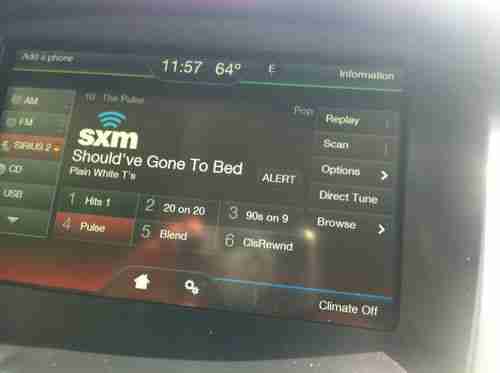 Add a phone
11:57 64° E
Information
AM
FM
SIRIUS 2
CD
USB
The Pulse
Pop
sxm
Should've Gone To Bed
Plain White T's
ALERT
Replay
Scan
Options
Direct Tune
Browse
1 Hits 1
2 20 on 20
3 90s on 9
4 Pulse
5 Blend
6 ClsRewnd
Climate Off